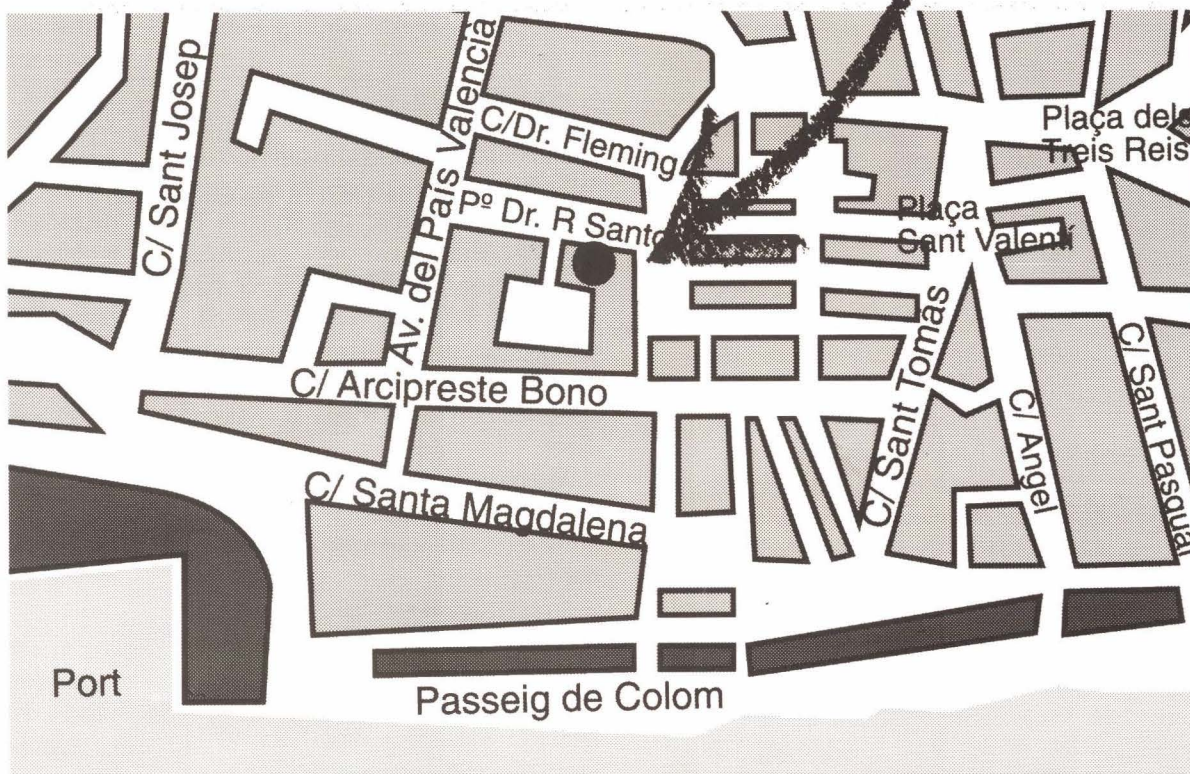 C/ Sant Josep
Av. del País Valencià
C/Dr. Fleming
Pº Dr. R Santo
Plaça dels
Treis Reis
Plaça
Sant Valentí
C/ Arcipreste Bono
C/ Sant Tomas
C/ Angel
C/ Sant Pasqual
C/ Santa Magdalena
Port
Passeig de Colom